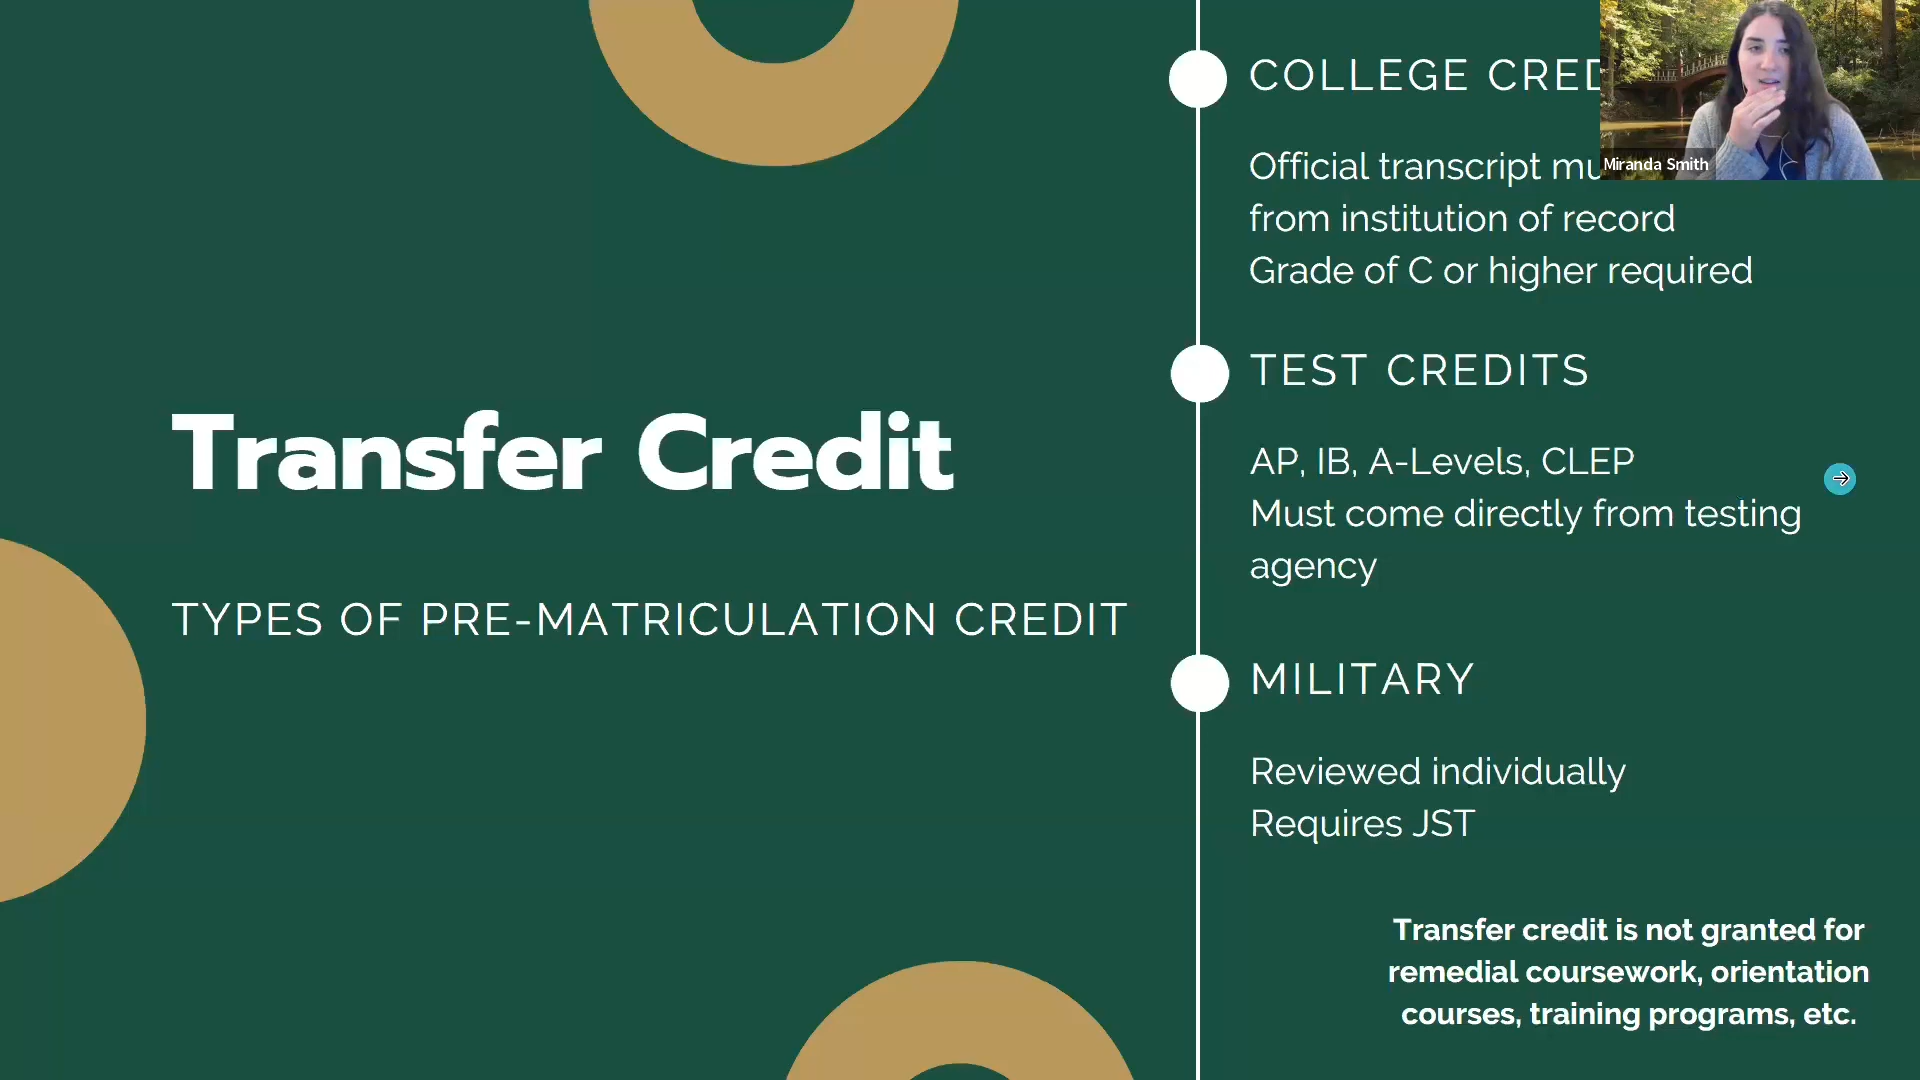 Transfer Credit
TYPES OF PRE-MATRICULATION CREDIT
COLLEGE
Official transcript
from institution of record
Grade of C or higher required
TEST CREDITS
AP, IB, A-Levels, CLEP
Must come directly from testing
agency
MILITARY
Reviewed individually
Requires JST
Transfer credit is not granted for
remedial coursework, orientation
courses, training programs, etc.
Miranda Smith